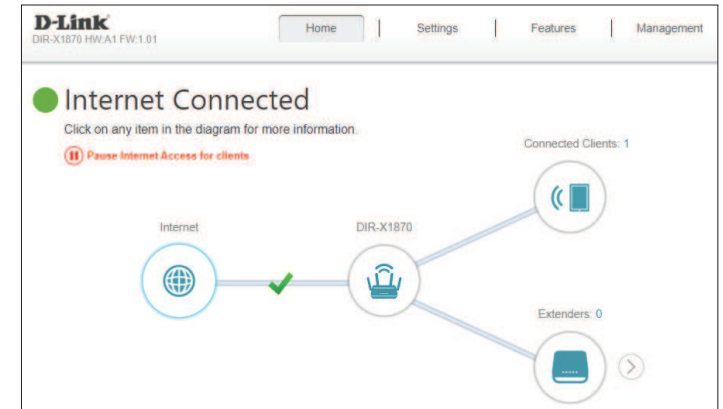 D-Link
DIR-X1870 HW:A1 FW:1.01
Home
Settings
Features
Management
Internet Connected
Click on any item in the diagram for more information.
Pause Internet Access for clients
Connected Clients: 1
Internet
DIR-X1870
Extenders: 0